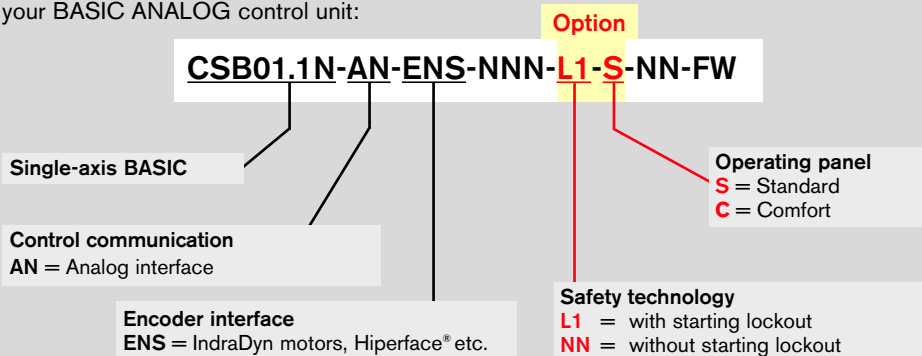 your BASIC ANALOG control unit:
Option
CSB01.1N-AN-ENS-NNN-L1-S-NN-FW
Single-axis BASIC
Operating panel
S = Standard
C = Comfort
Control communication
AN = Analog interface
Encoder interface
ENS = IndraDyn motors, Hiperface® etc.
Safety technology
L1 = with starting lockout
NN = without starting lockout